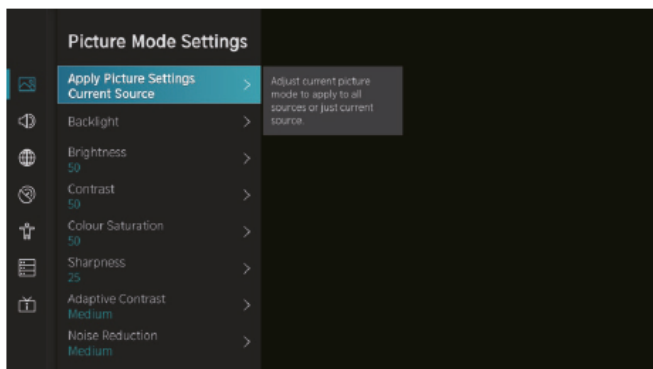 Picture Mode Settings
Apply Picture Settings
Current Source
Adjust current picture
mode to apply to all
sources or just current
source.
Backlight
Brightness
50
Contrast
50
Colour Saturation
50
Sharpness
25
Adaptive Contrast
Medium
Noise Reduction
Medium